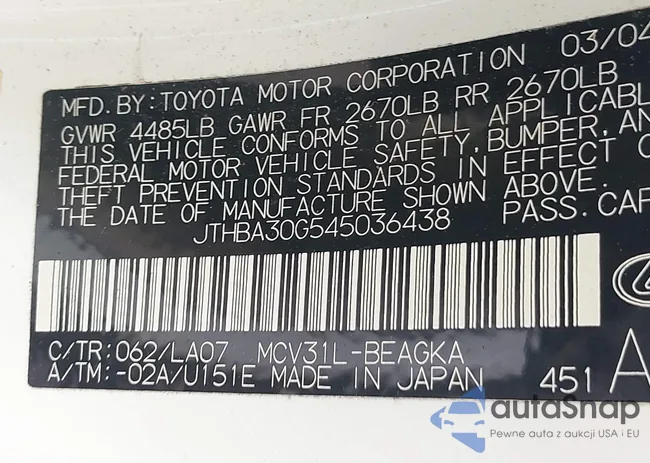 MFD. BY: TOYOTA MOTOR CORPORATION 03/04
GVWR 4485LB GAWR FR 2670LB RR 2670LB
THIS VEHICLE CONFORMS TO ALL APPLICABL
FEDERAL MOTOR VEHICLE SAFETY, BUMPER, AN
THEFT PREVENTION STANDARDS IN EFFECT O
THE DATE OF MANUFACTURE SHOWN ABOVE.
JTHBA30G545036438 PASS. CAR
C/TR: 062/LA07 MCV31L-BEAGKA
A/TM: -02A/U151E MADE IN JAPAN 451 A
autoSnap
Pewne auta z aukcji USA i EU